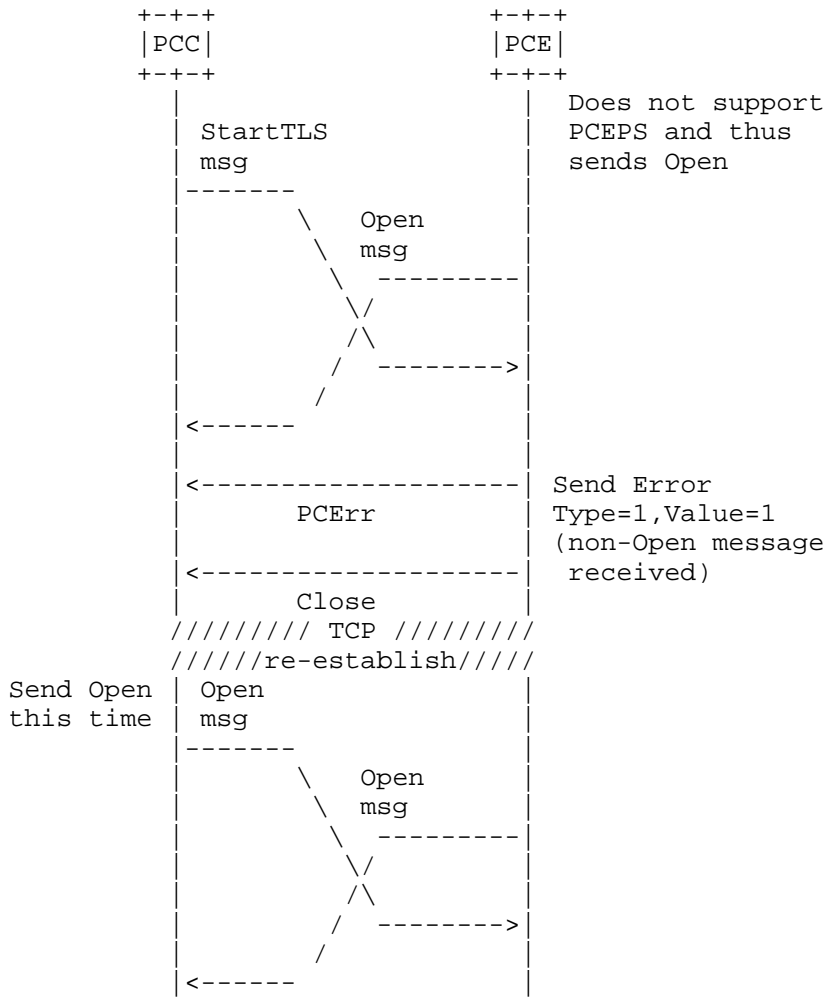 PCC PCE
Does not support
StartTLS PCEPS and thus
msg sends Open
Open
msg
Send Error
PCErr Type=1,Value=1
(non-Open message
received)
Close
TCP
re-establish
Send Open Open
this time msg
Open
msg